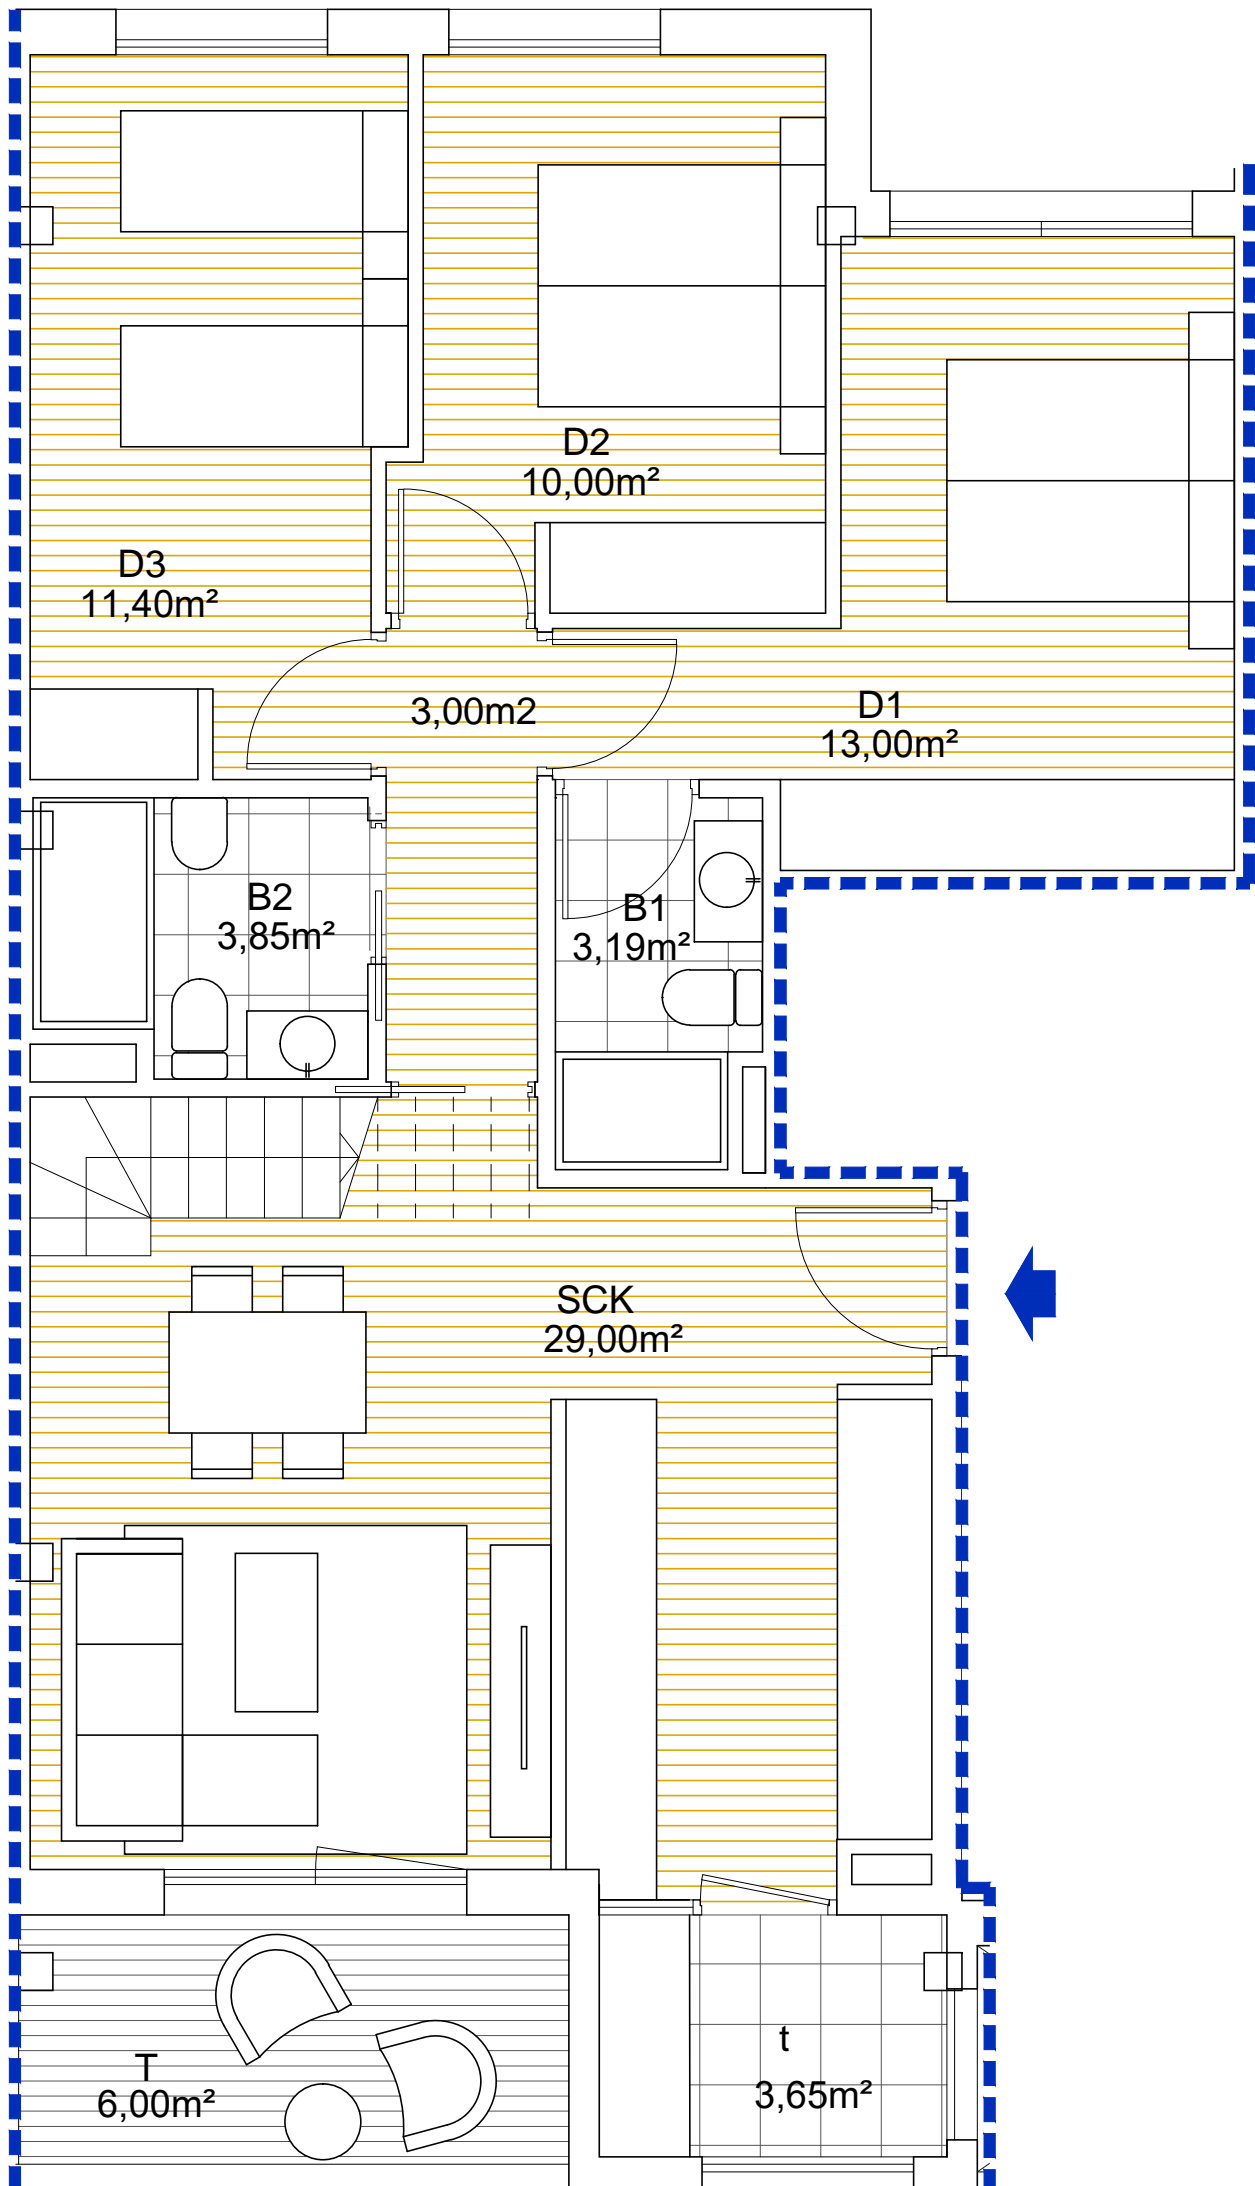 D2
10,00m²
D3
11,40m²
3,00m2
D1
13,00m²
B2
3,85m²
B1
3,19m²
SCK
29,00m²
t
3,65m²
T
6,00m²